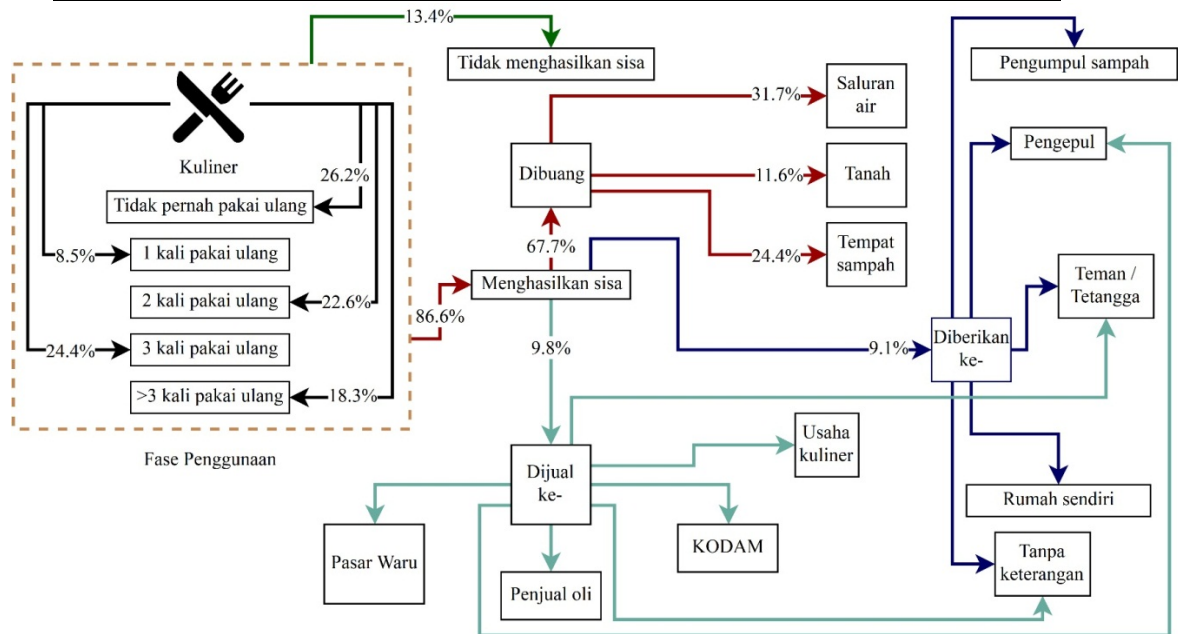 13.4%
Tidak menghasilkan sisa
Pengumpul sampah
Kuliner
26.2%
Tidak pernah pakai ulang
8.5%
1 kali pakai ulang
2 kali pakai ulang
22.6%
24.4%
3 kali pakai ulang
>3 kali pakai ulang
18.3%
Fase Penggunaan
86.6%
Menghasilkan sisa
67.7%
Dibuang
31.7%
Saluran
air
11.6%
Tanah
24.4%
Tempat
sampah
9.8%
9.1%
Diberikan
ke-
Pengepul
Teman /
Tetangga
Rumah sendiri
Tanpa
keterangan
Dijual
ke-
Usaha
kuliner
Pasar Waru
Penjual oli
KODAM